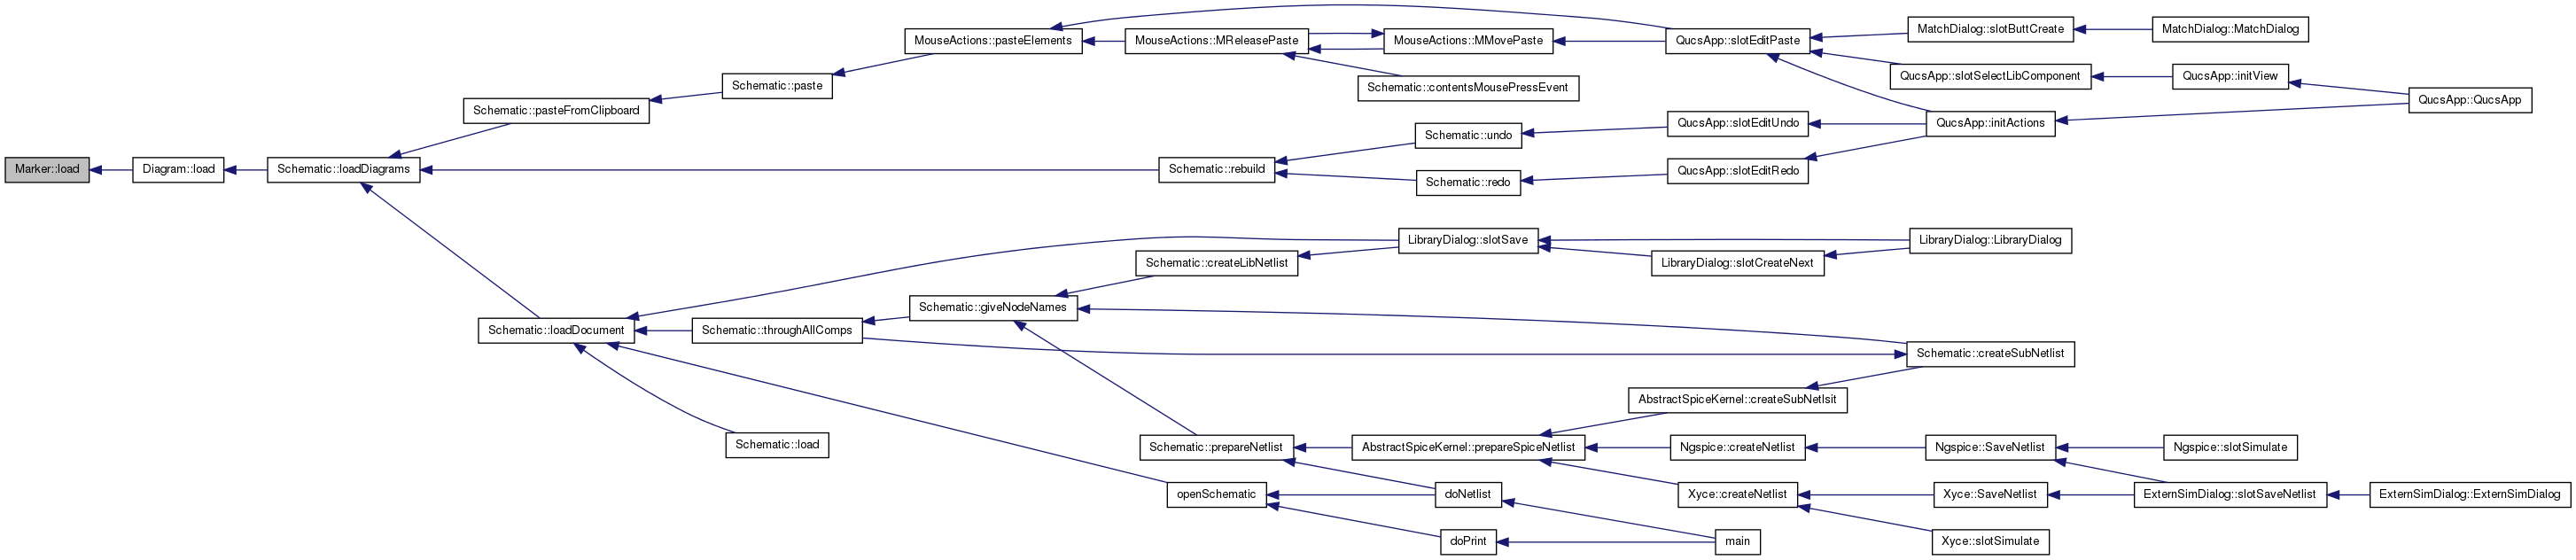 Marker::load
Diagram::load
Schematic::loadDiagrams
Schematic::pasteFromClipboard
Schematic::paste
MouseActions::pasteElements
MouseActions::MReleasePaste
MouseActions::MMovePaste
Schematic::contentsMousePressEvent
QucsApp::slotEditPaste
MatchDialog::slotButtCreate
MatchDialog::MatchDialog
QucsApp::slotSelectLibComponent
QucsApp::initView
QucsApp::QucsApp
QucsApp::initActions
Schematic::rebuild
Schematic::undo
QucsApp::slotEditUndo
Schematic::redo
QucsApp::slotEditRedo
Schematic::loadDocument
LibraryDialog::slotSave
LibraryDialog::LibraryDialog
LibraryDialog::slotCreateNext
Schematic::createLibNetlist
Schematic::giveNodeNames
Schematic::throughAllComps
Schematic::createSubNetlist
AbstractSpiceKernel::createSubNetlsit
Schematic::load
Schematic::prepareNetlist
AbstractSpiceKernel::prepareSpiceNetlist
Ngspice::createNetlist
Ngspice::SaveNetlist
Ngspice::slotSimulate
openSchematic
doNetlist
Xyce::createNetlist
Xyce::SaveNetlist
ExternSimDialog::slotSaveNetlist
ExternSimDialog::ExternSimDialog
doPrint
main
Xyce::slotSimulate